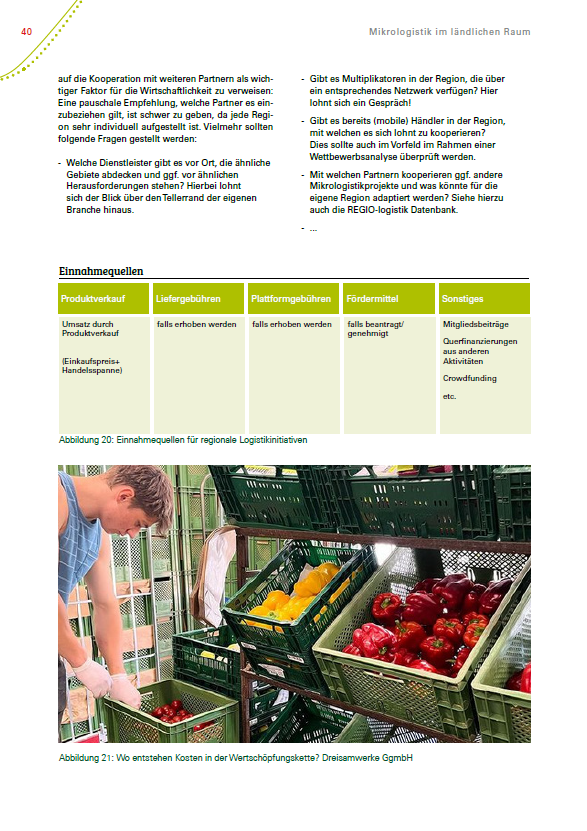 40
Mikrologistik im ländlichen Raum
auf die Kooperation mit weiteren Partnern als wich-
tiger Faktor für die Wirtschaftlichkeit zu verweisen:
Eine pauschale Empfehlung, welche Partner es ein-
zubeziehen gilt, ist schwer zu geben, da jede Regi-
on sehr individuell aufgestellt ist. Vielmehr sollten
folgende Fragen gestellt werden:
- Welche Dienstleister gibt es vor Ort, die ähnliche
Gebiete abdecken und ggf. vor ähnlichen
Herausforderungen stehen? Hierbei lohnt
sich der Blick über den Tellerrand der eigenen
Branche hinaus.
- Gibt es Multiplikatoren in der Region, die über
ein entsprechendes Netzwerk verfügen? Hier
lohnt sich ein Gespräch!
- Gibt es bereits (mobile) Händler in der Region,
mit welchen es sich lohnt zu kooperieren?
Dies sollte auch im Vorfeld im Rahmen einer
Wettbewerbsanalyse überprüft werden.
- Mit welchen Partnern kooperieren ggf. andere
Mikrologistikprojekte und was könnte für die
eigene Region adaptiert werden? Siehe hierzu
auch die REGIO-logistik Datenbank.
- ...
Einnahmequellen
Produktverkauf
Liefergebühren
Plattformgebühren
Fördermittel
Sonstiges
Umsatz durch
Produktverkauf
(Einkaufspreis+
Handelsspanne)
falls erhoben werden
falls erhoben werden
falls beantragt/
genehmigt
Mitgliedsbeiträge
Querfinanzierungen
aus anderen
Aktivitäten
Crowdfunding
etc.
Abbildung 20: Einnahmequellen für regionale Logistikinitiativen
Abbildung 21: Wo entstehen Kosten in der Wertschöpfungskette? Dreisamwerke GgmbH